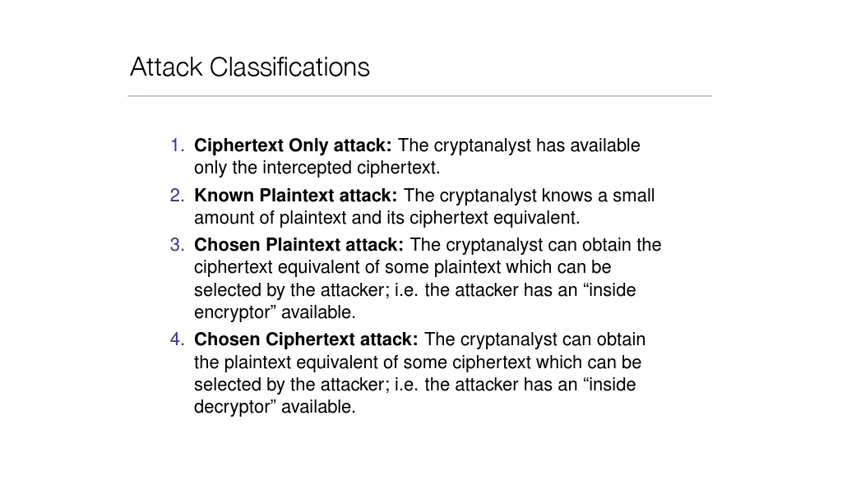 Attack Classifications
1. Ciphertext Only attack: The cryptanalyst has available
only the intercepted ciphertext.
2. Known Plaintext attack: The cryptanalyst knows a small
amount of plaintext and its ciphertext equivalent.
3. Chosen Plaintext attack: The cryptanalyst can obtain the
ciphertext equivalent of some plaintext which can be
selected by the attacker; i.e. the attacker has an “inside
encryptor” available.
4. Chosen Ciphertext attack: The cryptanalyst can obtain
the plaintext equivalent of some ciphertext which can be
selected by the attacker; i.e. the attacker has an “inside
decryptor” available.